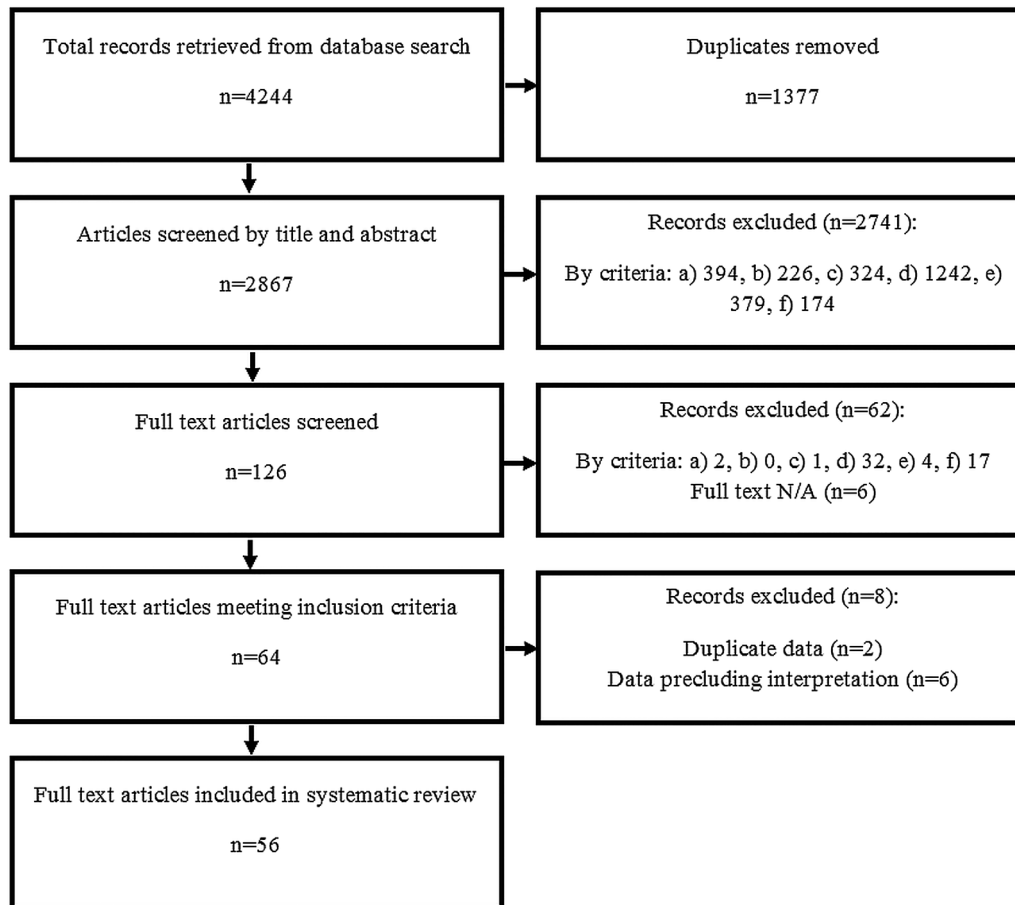 Total records retrieved from database search
n=4244
Duplicates removed
n=1377
Articles screened by title and abstract
n=2867
Records excluded (n=2741):
By criteria: a) 394, b) 226, c) 324, d) 1242, e)
379, f) 174
Full text articles screened
n=126
Records excluded (n=62):
By criteria: a) 2, b) 0, c) 1, d) 32, e) 4, f) 17
Full text N/A (n=6)
Full text articles meeting inclusion criteria
n=64
Records excluded (n=8):
Duplicate data (n=2)
Data precluding interpretation (n=6)
Full text articles included in systematic review
n=56